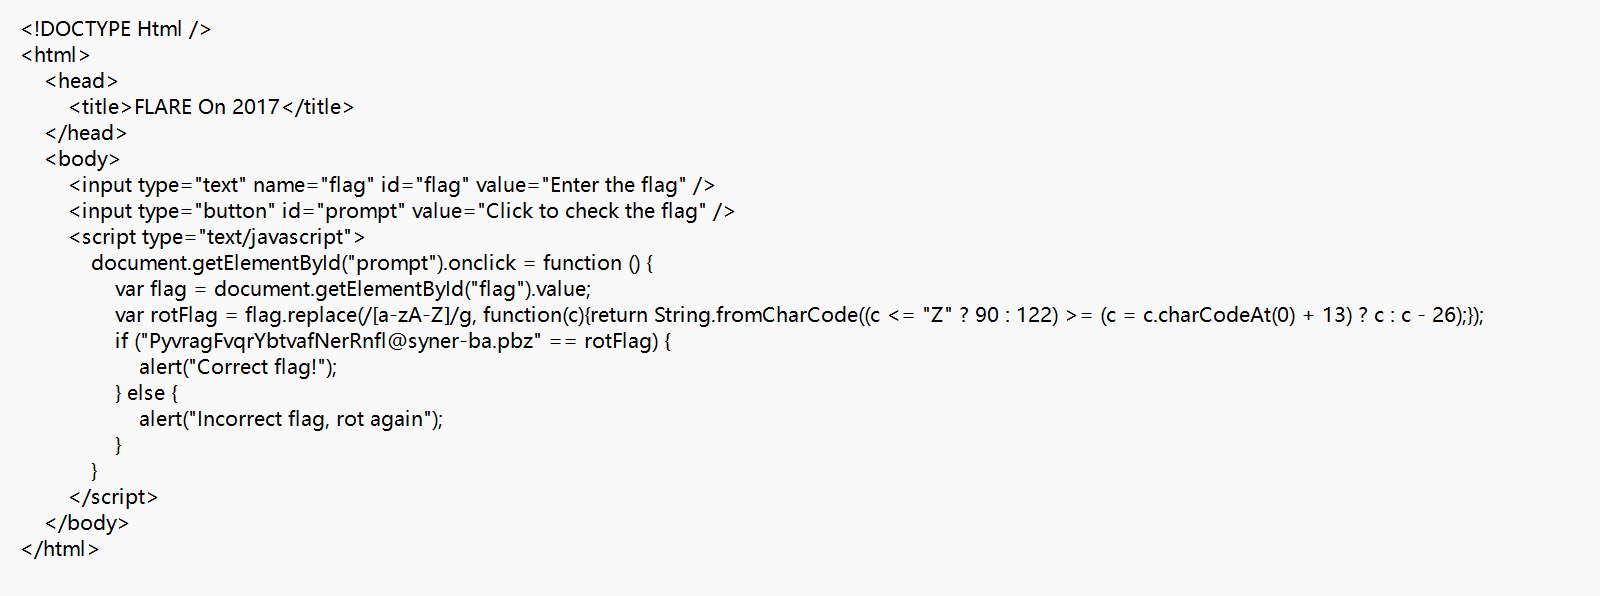 <!DOCTYPE Html />
<html>
<head>
<title>FLARE On 2017</title>
</head>
<body>
<input type="text" name="flag" id="flag" value="Enter the flag" />
<input type="button" id="prompt" value="Click to check the flag" />
<script type="text/javascript">
document.getElementById("prompt").onclick = function () {
var flag = document.getElementById("flag").value;
var rotFlag = flag.replace(/[a-zA-Z]/g, function(c){return String.fromCharCode((c <= "Z" ? 90 : 122) >= (c = c.charCodeAt(0) + 13) ? c : c - 26);});
if ("PyvragFvqrYbtvafNerRnfl@syner-ba.pbz" == rotFlag) {
alert("Correct flag!");
} else {
alert("Incorrect flag, rot again");
}
}
</script>
</body>
</html>